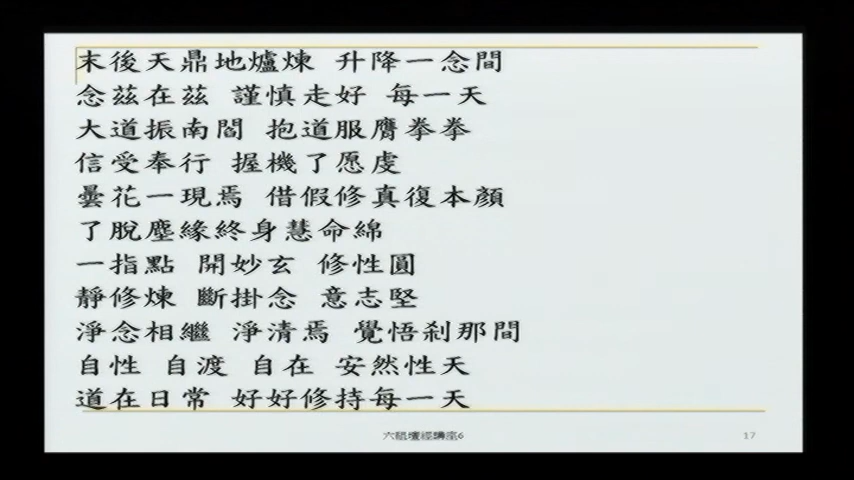 末後天鼎地爐煉 升降一念間
念茲在茲 謹慎走好 每一天
大道振南閻 抱道服膺拳拳
信受奉行 握機了愿虔
曇花一現焉 借假修真復本顏
了脫塵緣終身慧命綿
一指點 開妙玄 修性圓
靜修煉 斷掛念 意志堅
淨念相繼 淨清焉 覺悟剎那間
自性 自渡 自在 安然性天
道在日常 好好修持每一天
六祖壇經講座6
17